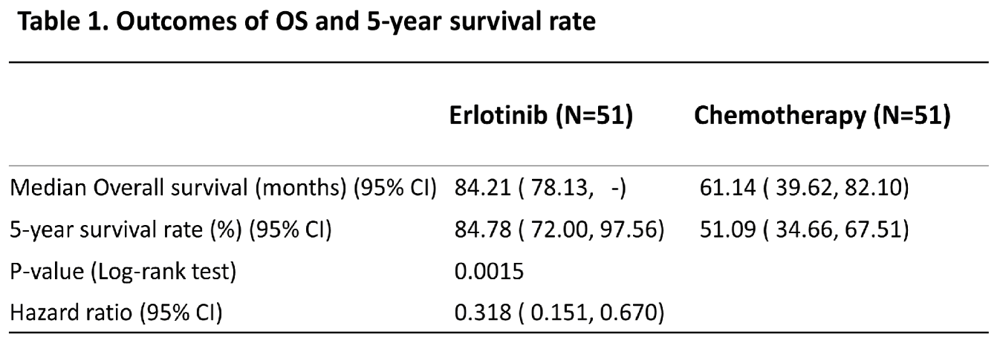 Table 1. Outcomes of OS and 5-year survival rate
Erlotinib (N=51) Chemotherapy (N=51)
Median Overall survival (months) (95% CI) 84.21 ( 78.13, -) 61.14 ( 39.62, 82.10)
5-year survival rate (%) (95% CI) 84.78 ( 72.00, 97.56) 51.09 ( 34.66, 67.51)
P-value (Log-rank test) 0.0015
Hazard ratio (95% CI) 0.318 ( 0.151, 0.670)